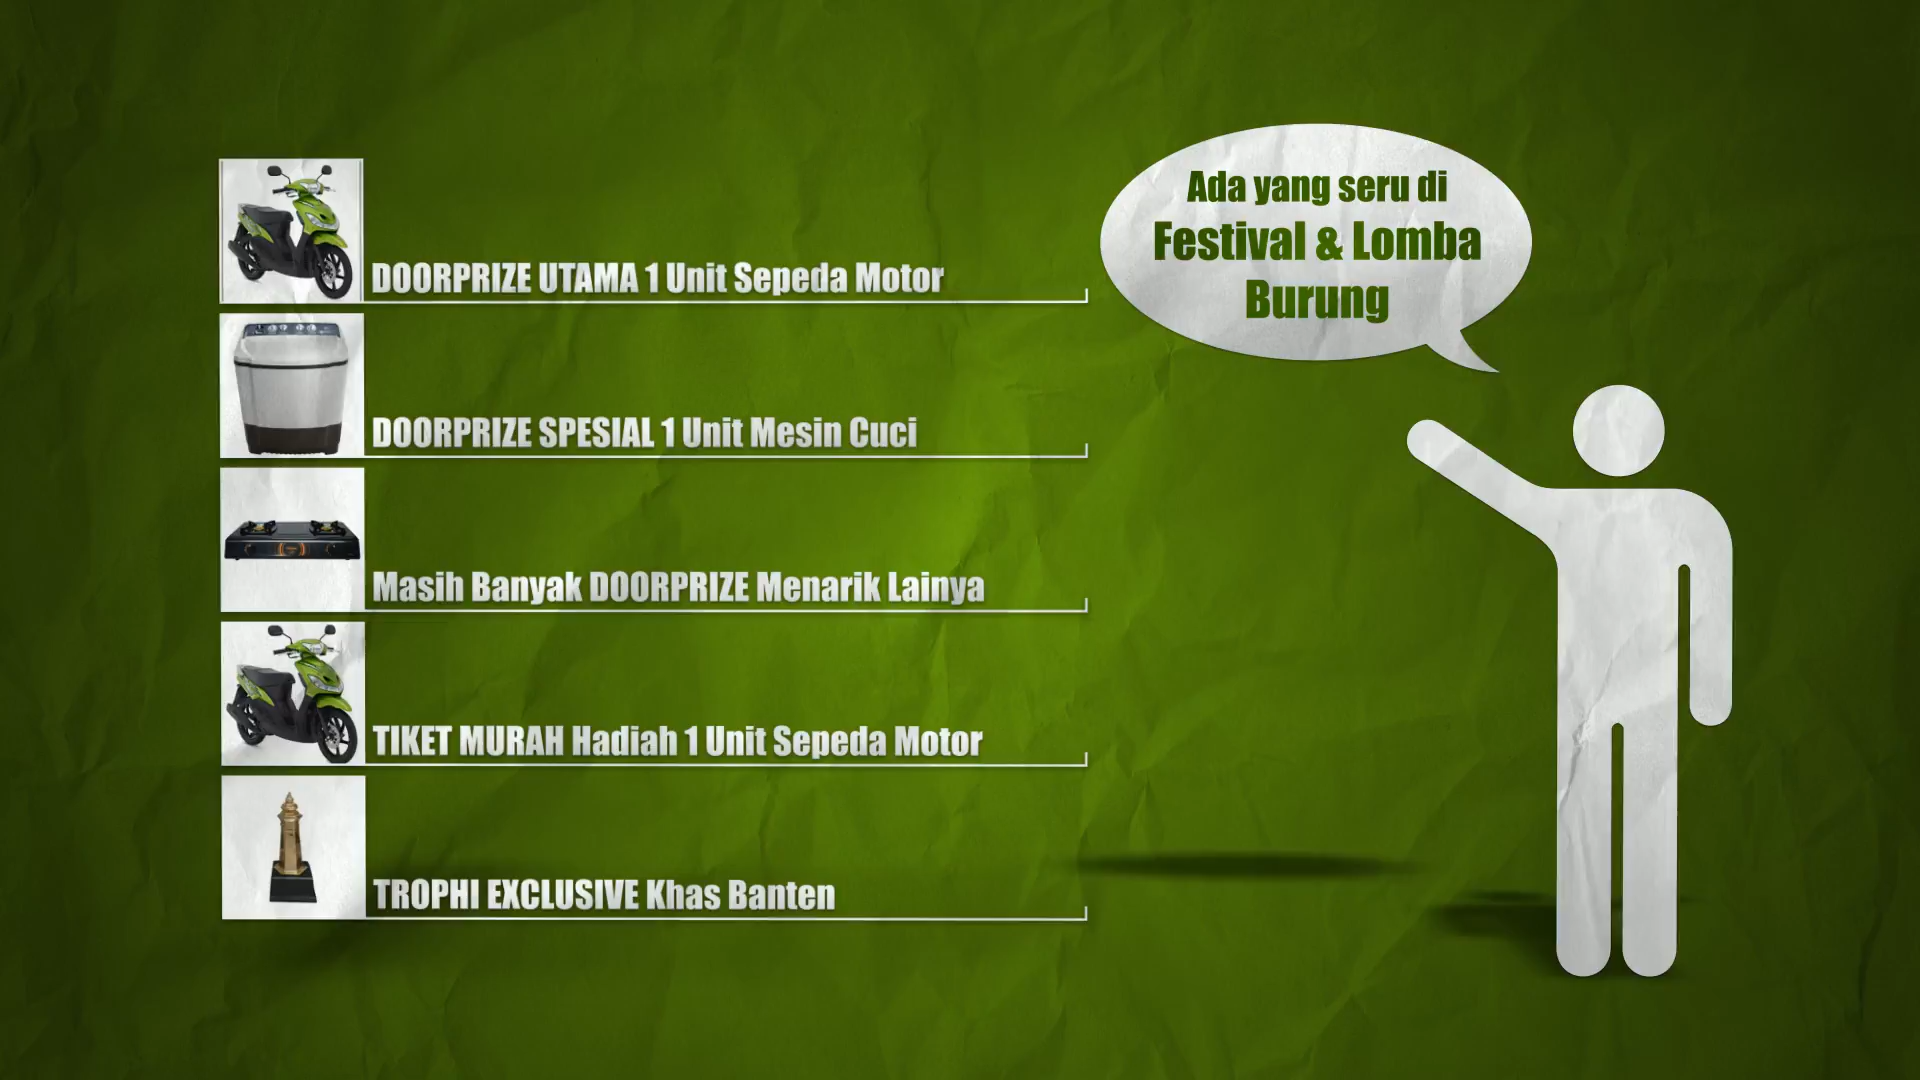 Ada yang seru di
Festival & Lomba
Burung
DOORPRIZE UTAMA 1 Unit Sepeda Motor
DOORPRIZE SPESIAL 1 Unit Mesin Cuci
Masih Banyak DOORPRIZE Menarik Lainya
TIKET MURAH Hadiah 1 Unit Sepeda Motor
TROPHI EXCLUSIVE Khas Banten